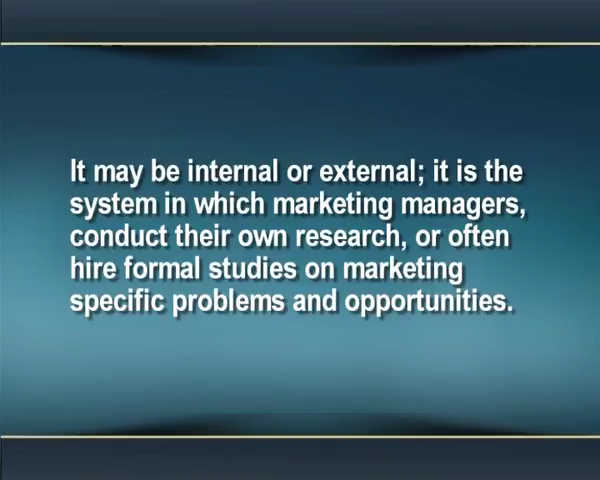 It may be internal or external; it is the
system in which marketing managers,
conduct their own research, or often
hire formal studies on marketing
specific problems and opportunities.